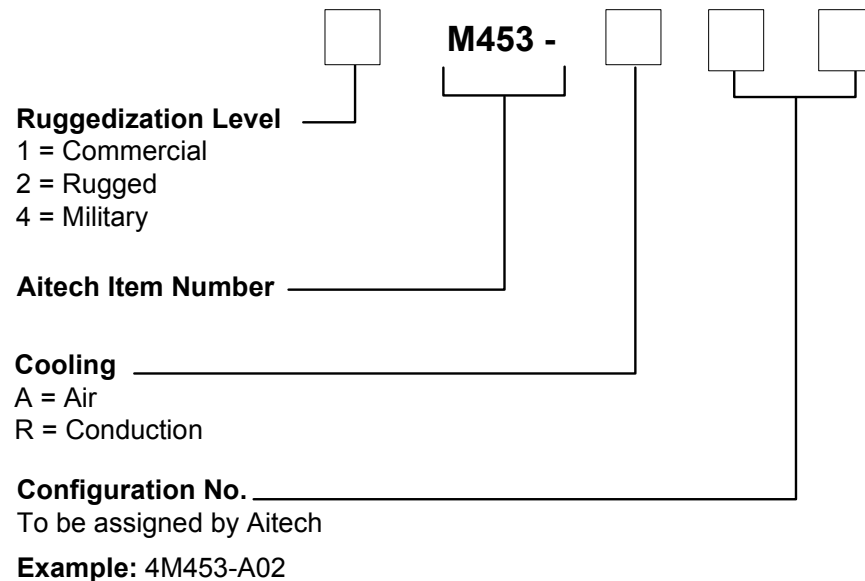 M453 -
Ruggedization Level
1 = Commercial
2 = Rugged
4 = Military
Aitech Item Number
Cooling
A = Air
R = Conduction
Configuration No.
To be assigned by Aitech
Example: 4M453-A02